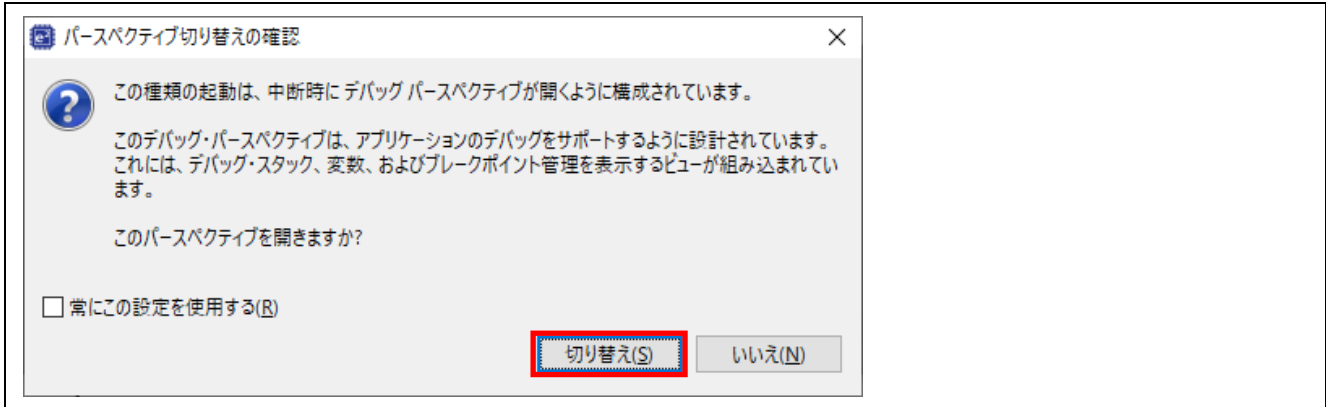 パースペクティブ切り替えの確認
この種類の起動は、中断時に デバッグ パースペクティブが開くように構成されています。
このデバッグ・パースペクティブは、アプリケーションのデバッグをサポートするように設計されています。
これには、デバッグ・スタック、変数、およびブレークポイント管理を表示するビューが組み込まれてい
ます。
このパースペクティブを開きますか?
常にこの設定を使用する(R)
切り替え(S) いいえ(N)